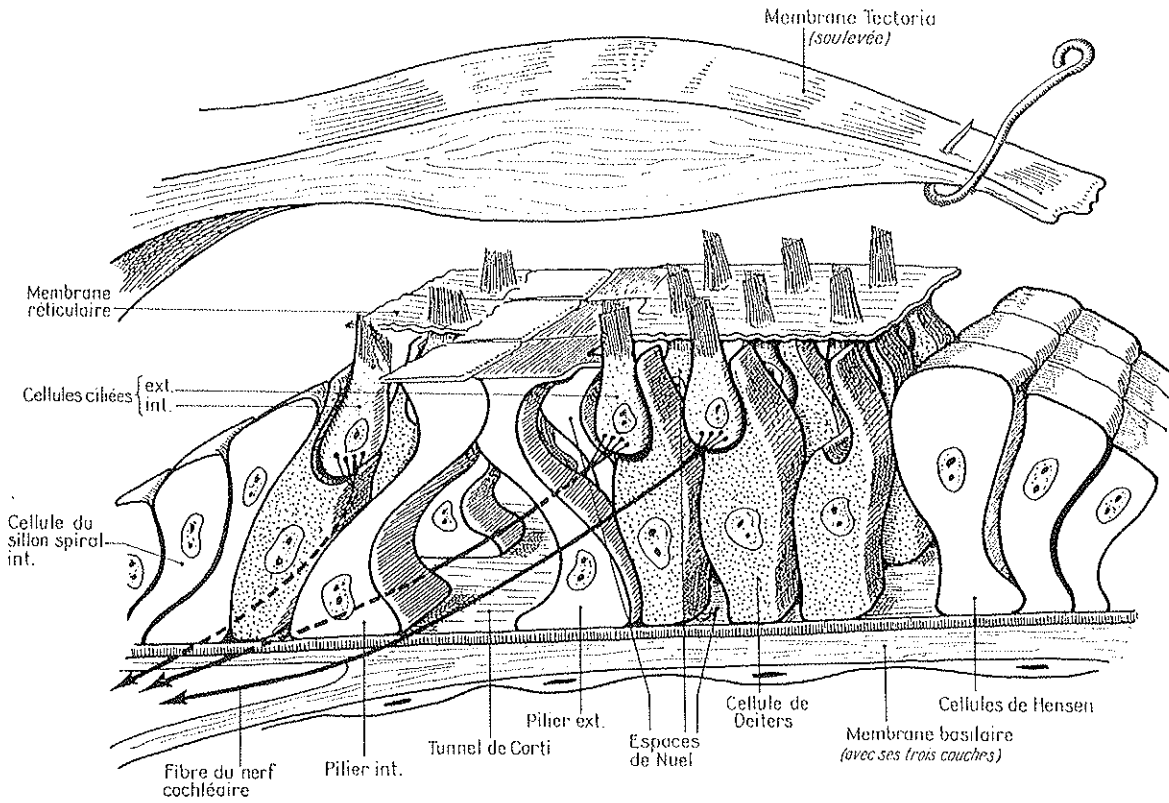 Membrane Tectoria
(soulevée)
Membrane
réticulaire
Cellules ciliées { ext.
int.
Cellule du
sillon spiral
int.
Fibre du nerf
cochléaire
Pilier int.
Tunnel de Corti
Pilier ext.
Espaces
de Nuel
Cellule de
Deiters
Membrane basilaire
(avec ses trois couches)
Cellules de Hensen